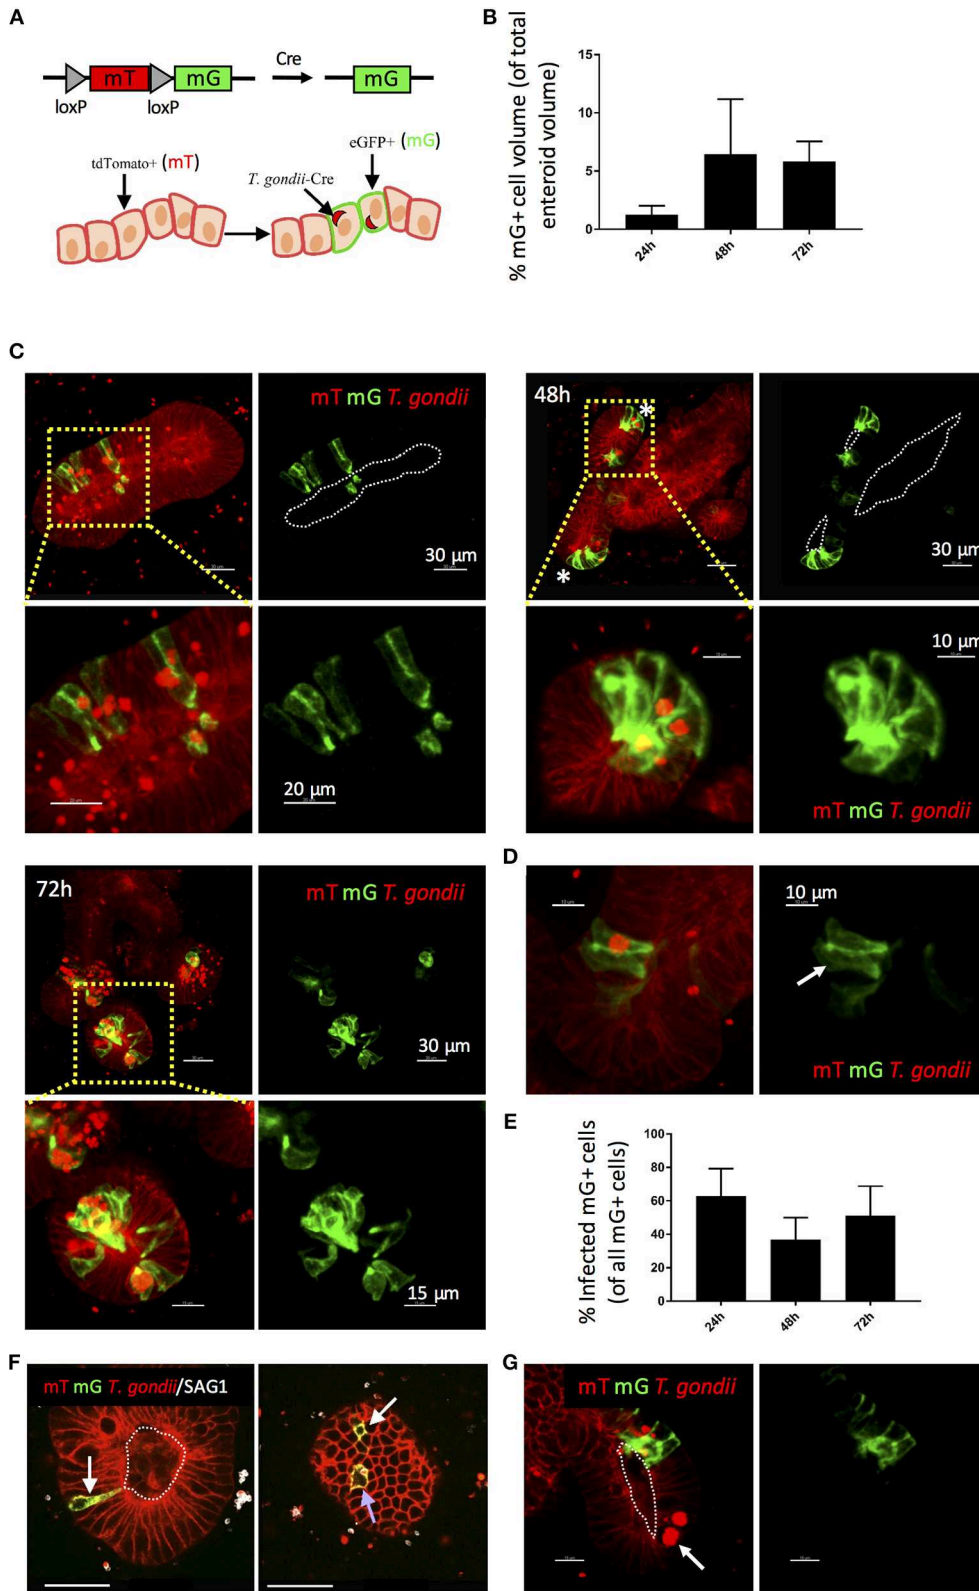 A
Cre
mT
mG
mG
loxP
loxP
tdTomato+ (mT)
eGFP+ (mG)
T. gondii-Cre
B
% mG+ cell volume (of total
enteroid volume)
15
10
5
0
24h
48h
72h
C
mT mG T. gondii
30 μm
20 μm
48h
*
*
30 μm
10 μm
mT mG T. gondii
72h
mT mG T. gondii
30 μm
15 μm
D
10 μm
mT mG T. gondii
E
% Infected mG+ cells
(of all mG+ cells)
100
80
60
40
20
0
24h
48h
72h
F
mT mG T. gondii/SAG1
G
mT mG T. gondii